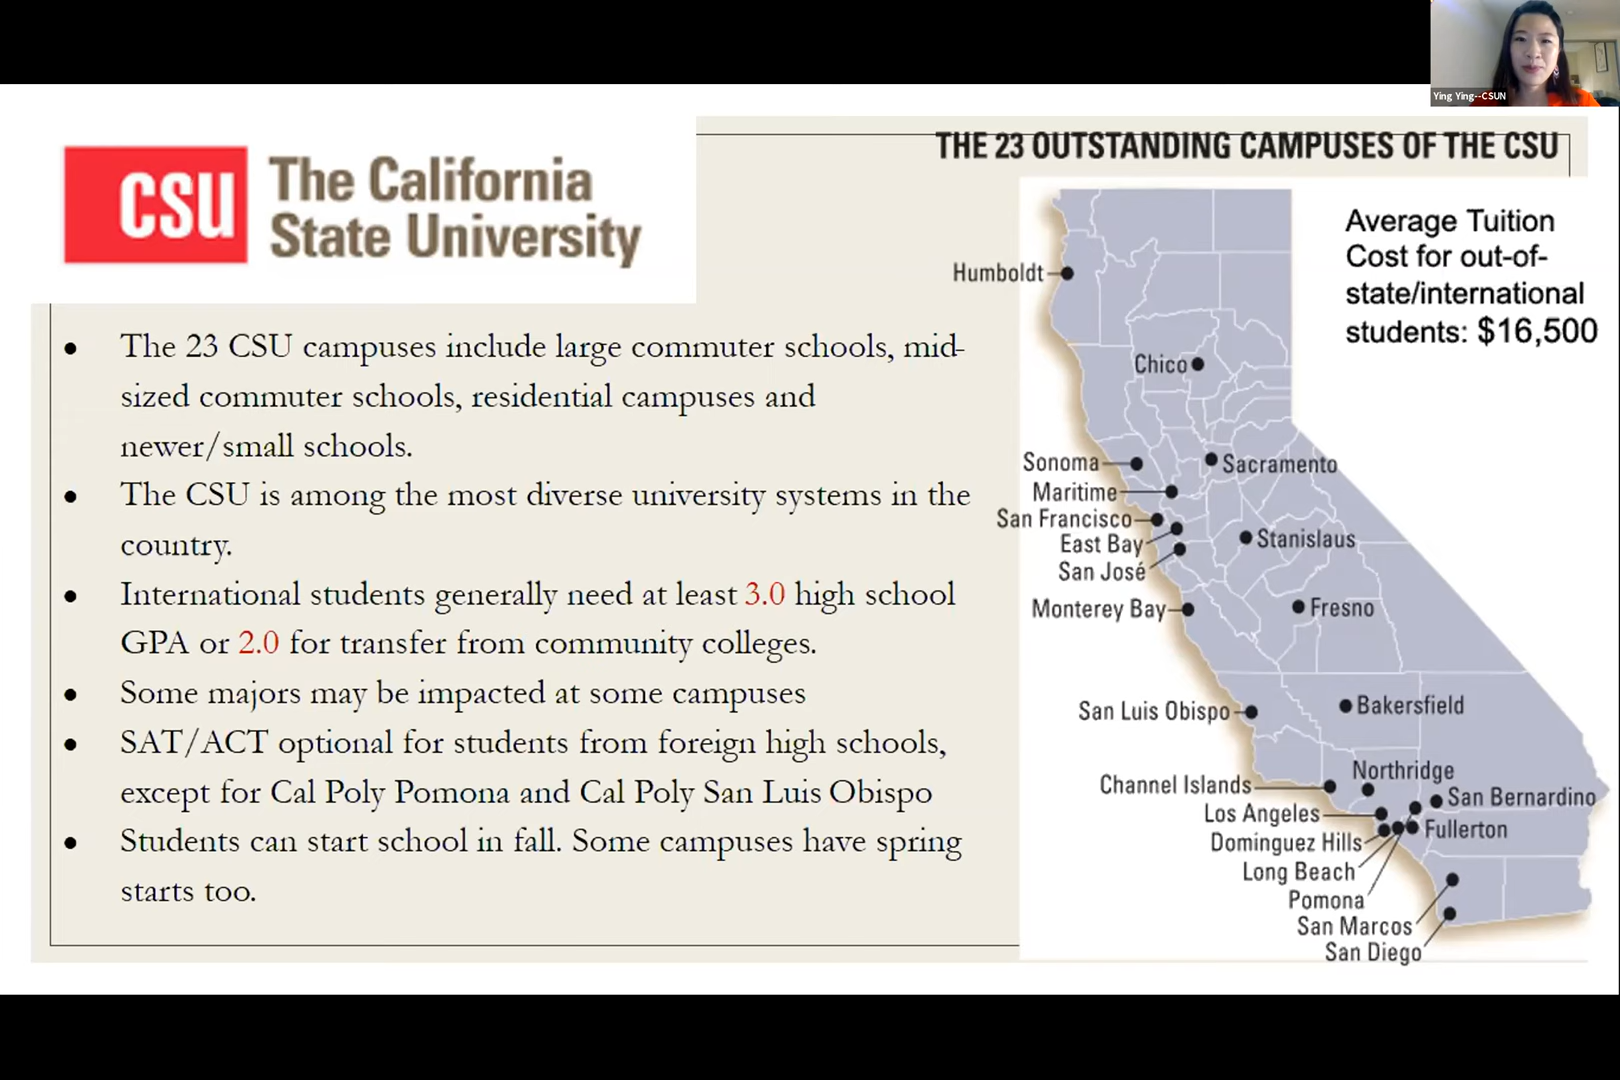 Ying Ying--CSUN
CSU The California
State University
THE 23 OUTSTANDING CAMPUSES OF THE CSU
• The 23 CSU campuses include large commuter schools, mid-
sized commuter schools, residential campuses and
newer/small schools.
• The CSU is among the most diverse university systems in the
country.
• International students generally need at least 3.0 high school
GPA or 2.0 for transfer from community colleges.
• Some majors may be impacted at some campuses
• SAT/ACT optional for students from foreign high schools,
except for Cal Poly Pomona and Cal Poly San Luis Obispo
• Students can start school in fall. Some campuses have spring
starts too.
Average Tuition
Cost for out-of-
state/international
students: $16,500
Humboldt
Chico
Sonoma
Sacramento
Maritime
San Francisco
East Bay
Stanislaus
San José
Monterey Bay
Fresno
San Luis Obispo
Bakersfield
Northridge
Channel Islands
San Bernardino
Los Angeles
Fullerton
Dominguez Hills
Long Beach
Pomona
San Marcos
San Diego